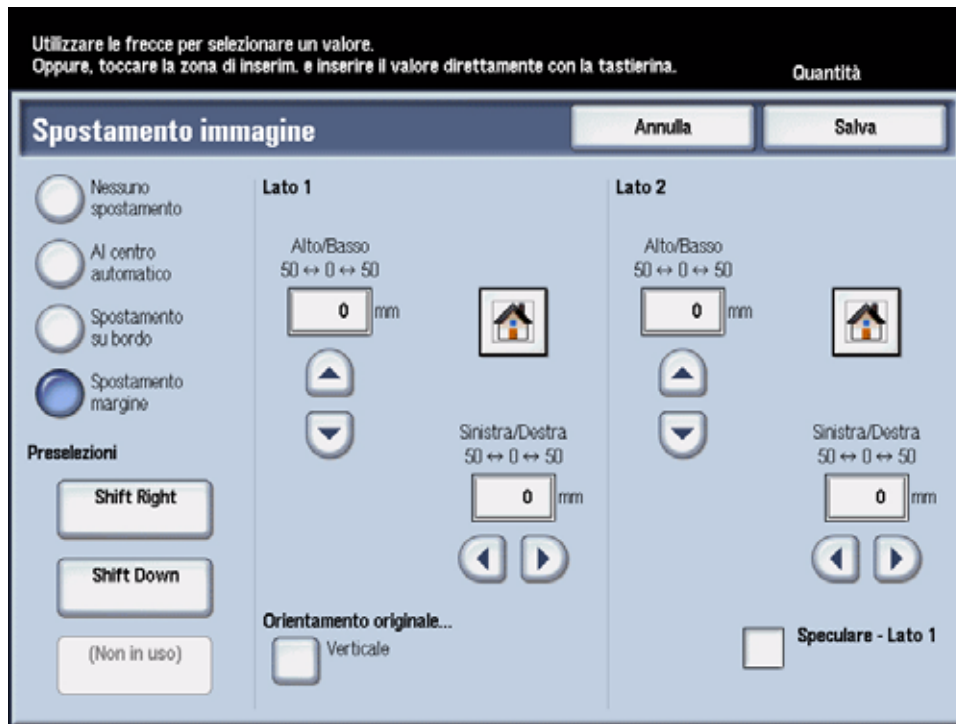 Utilizzare le frecce per selezionare un valore.
Oppure, toccare la zona di inserim. e inserire il valore direttamente con la tastierina.
Quantità
Spostamento immagine
Annulla
Salva
Nessuno
spostamento
Al centro
automatico
Spostamento
su bordo
Spostamento
margine
Preselezioni
Shift Right
Shift Down
(Non in uso)
Lato 1
Alto/Basso
50 ↔ 0 ↔ 50
0 mm
Sinistra/Destra
50 ↔ 0 ↔ 50
0 mm
Orientamento originale...
Verticale
Lato 2
Alto/Basso
50 ↔ 0 ↔ 50
0 mm
Sinistra/Destra
50 ↔ 0 ↔ 50
0 mm
Speculare - Lato 1